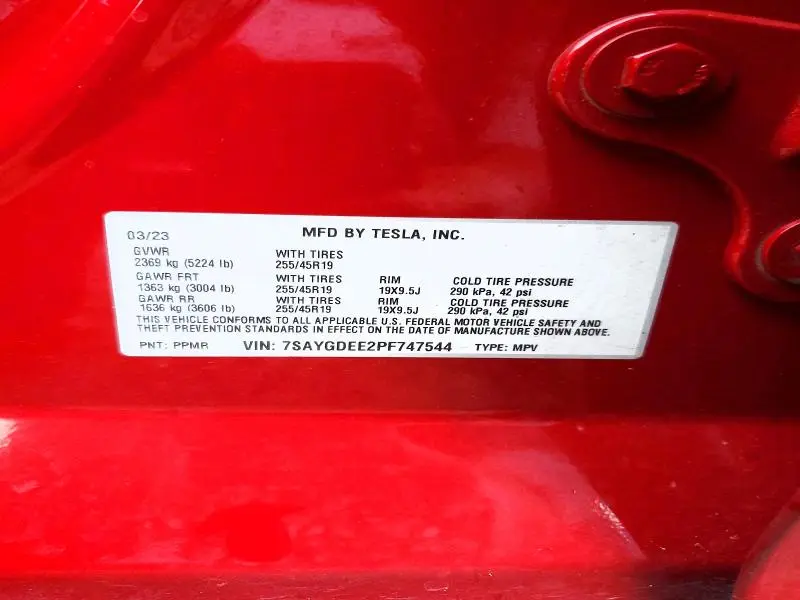 03/23 MFD BY TESLA, INC.
GVWR
2369 kg (5224 lb) WITH TIRES 255/45R19
GAWR FRT WITH TIRES RIM COLD TIRE PRESSURE
1363 kg (3004 lb) 255/45R19 19X9.5J 290 kPa, 42 psi
GAWR RR WITH TIRES RIM COLD TIRE PRESSURE
1636 kg (3606 lb) 255/45R19 19X9.5J 290 kPa, 42 psi
THIS VEHICLE CONFORMS TO ALL APPLICABLE U.S. FEDERAL MOTOR VEHICLE SAFETY AND
THEFT PREVENTION STANDARDS IN EFFECT ON THE DATE OF MANUFACTURE SHOWN ABOVE.
PNT: PPMR VIN: 7SAYGDEE2PF747544 TYPE: MPV